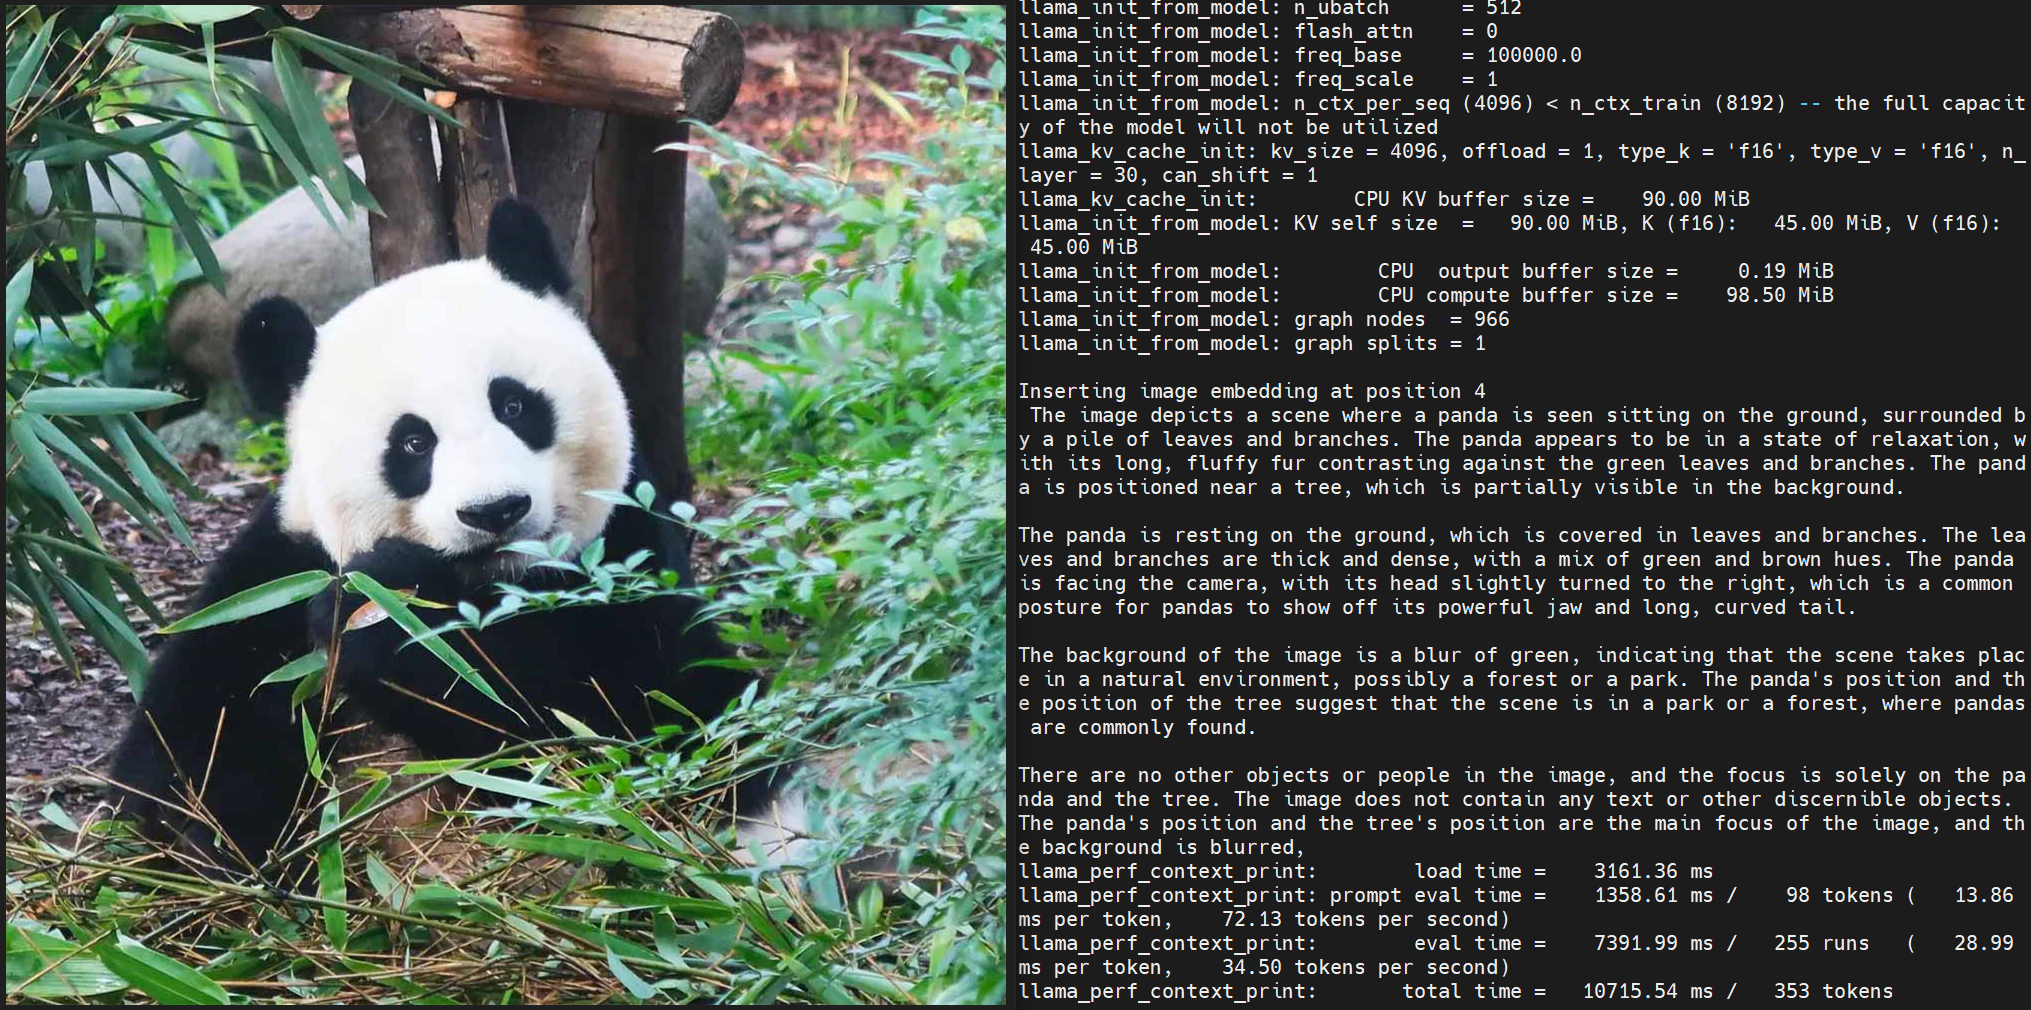 llama_init_from_model: n_ubatch      = 512
llama_init_from_model: flash_attn    = 0
llama_init_from_model: freq_base     = 100000.0
llama_init_from_model: freq_scale    = 1
llama_init_from_model: n_ctx_per_seq (4096) < n_ctx_train (8192) -- the full capacit
y of the model will not be utilized
llama_kv_cache_init: kv_size = 4096, offload = 1, type_k = 'f16', type_v = 'f16', n_
layer = 30, can_shift = 1
llama_kv_cache_init:        CPU KV buffer size =    90.00 MiB
llama_init_from_model: KV self size  =   90.00 MiB, K (f16):   45.00 MiB, V (f16):
 45.00 MiB
llama_init_from_model:        CPU  output buffer size =     0.19 MiB
llama_init_from_model:        CPU compute buffer size =    98.50 MiB
llama_init_from_model: graph nodes  = 966
llama_init_from_model: graph splits = 1

Inserting image embedding at position 4
 The image depicts a scene where a panda is seen sitting on the ground, surrounded b
y a pile of leaves and branches. The panda appears to be in a state of relaxation, w
ith its long, fluffy fur contrasting against the green leaves and branches. The pand
a is positioned near a tree, which is partially visible in the background.

The panda is resting on the ground, which is covered in leaves and branches. The lea
ves and branches are thick and dense, with a mix of green and brown hues. The panda
is facing the camera, with its head slightly turned to the right, which is a common
posture for pandas to show off its powerful jaw and long, curved tail.

The background of the image is a blur of green, indicating that the scene takes plac
e in a natural environment, possibly a forest or a park. The panda's position and th
e position of the tree suggest that the scene is in a park or a forest, where pandas
 are commonly found.

There are no other objects or people in the image, and the focus is solely on the pa
nda and the tree. The image does not contain any text or other discernible objects.
The panda's position and the tree's position are the main focus of the image, and th
e background is blurred,
llama_perf_context_print:        load time =    3161.36 ms
llama_perf_context_print: prompt eval time =    1358.61 ms /    98 tokens (   13.86
ms per token,    72.13 tokens per second)
llama_perf_context_print:        eval time =    7391.99 ms /   255 runs   (   28.99
ms per token,    34.50 tokens per second)
llama_perf_context_print:       total time =   10715.54 ms /   353 tokens